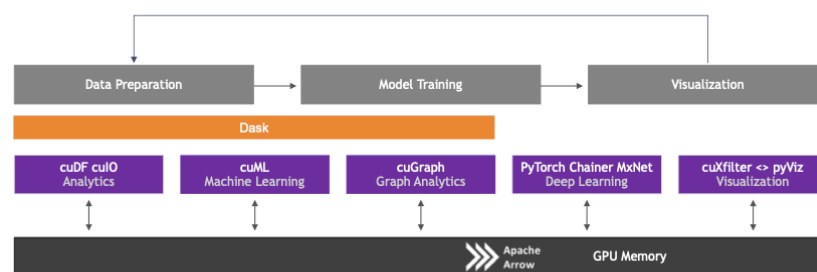 Data Preparation
Model Training
Visualization
Dask
cuDF cuIO
Analytics
cuML
Machine Learning
cuGraph
Graph Analytics
PyTorch Chainer MxNet
Deep Learning
cuXfilter <> pyViz
Visualization
Apache
Arrow
GPU Memory